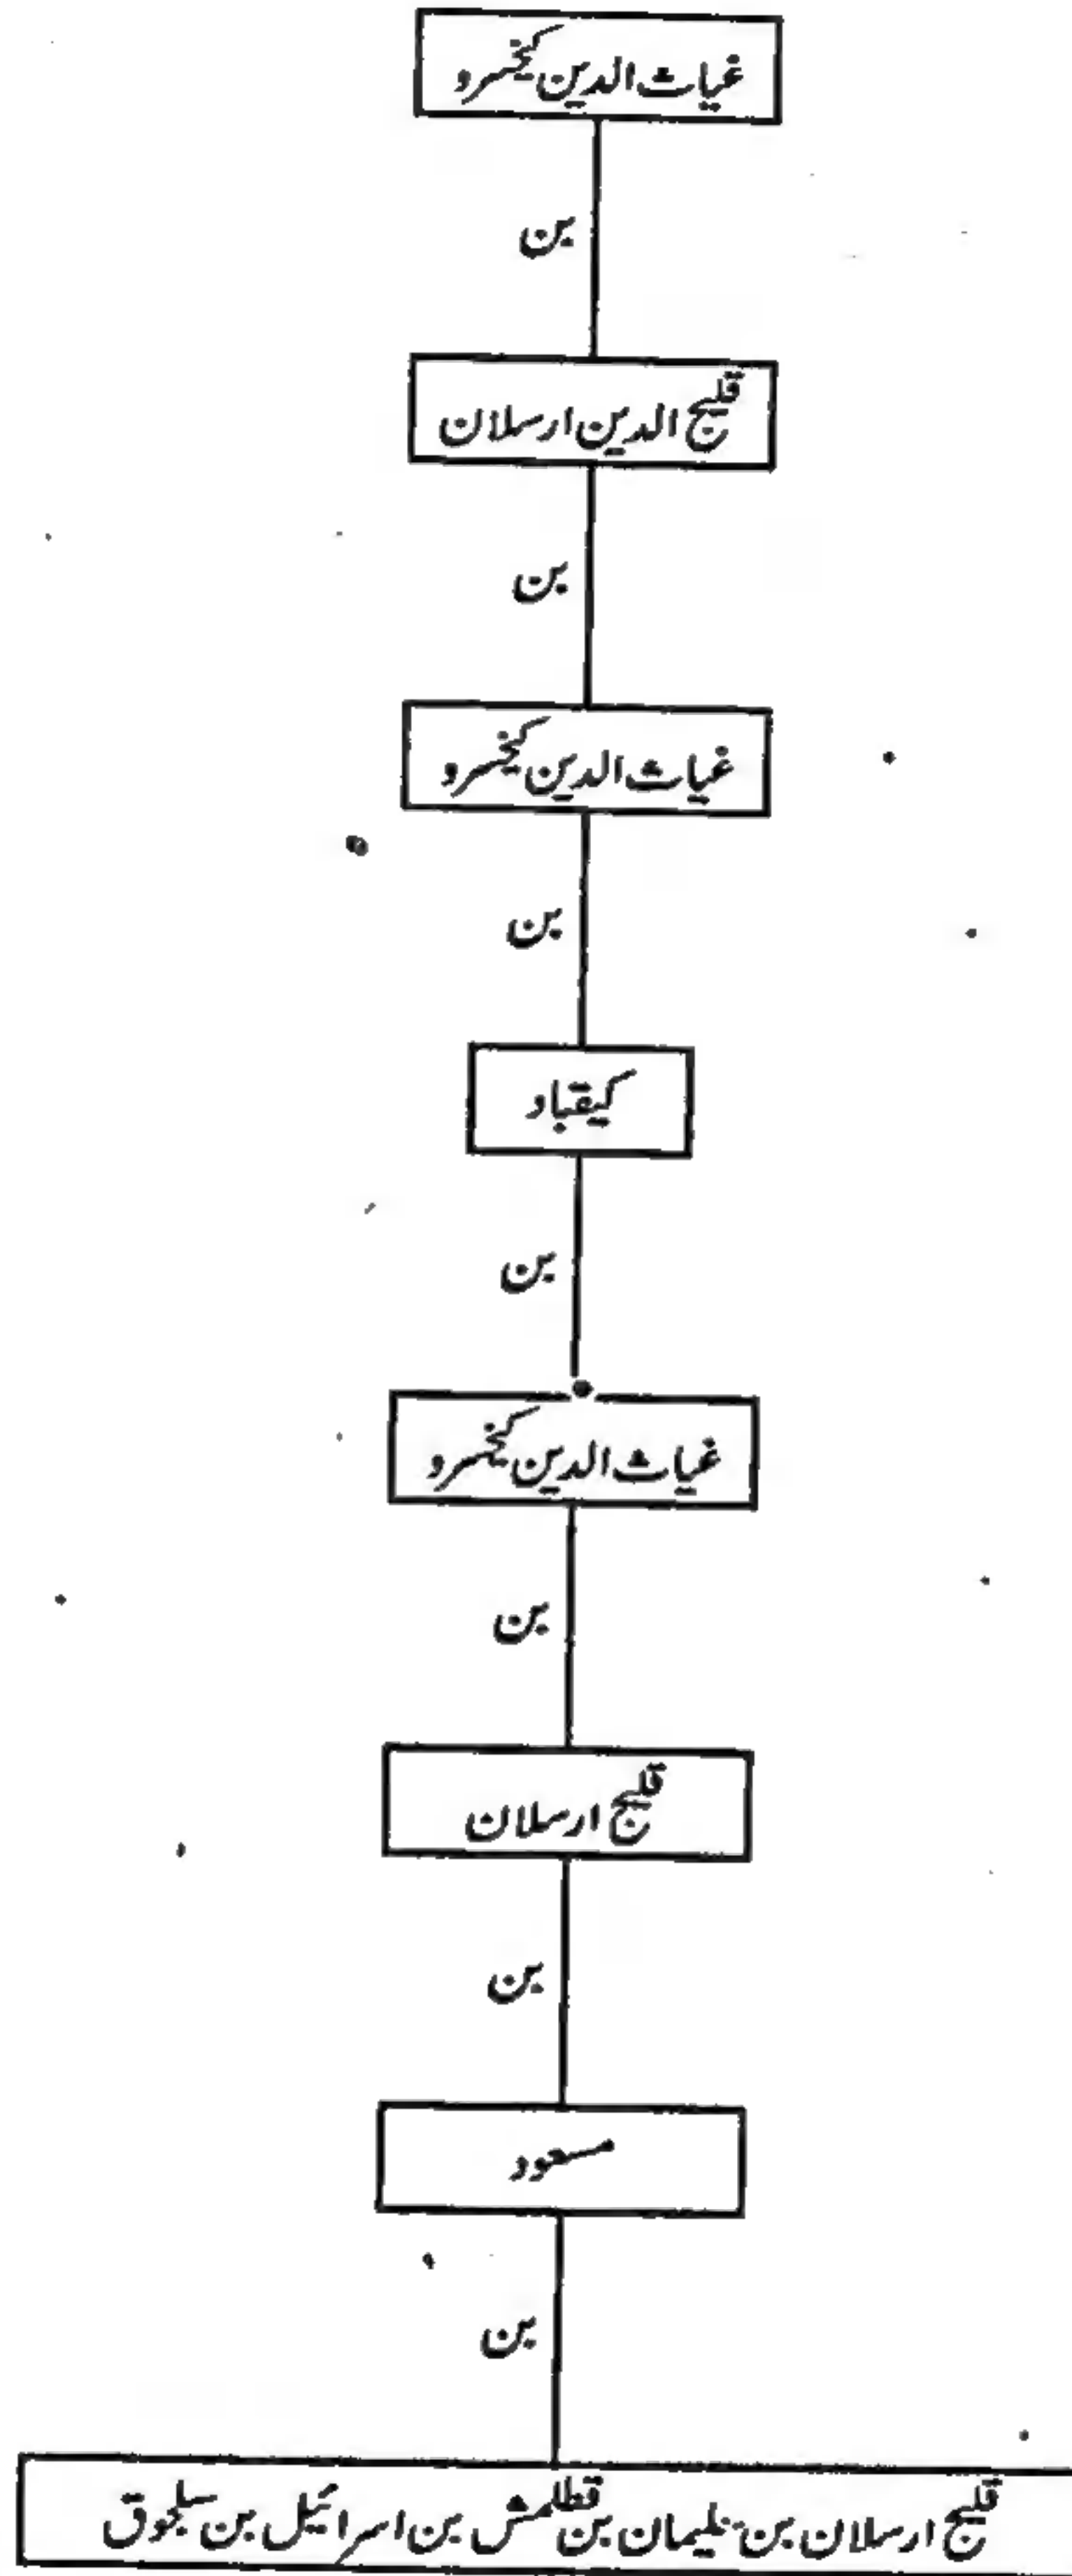 غیاث الدین کیخسرو
بن
قلیج الدین ارسلان
بن
غیاث الدین کیخسرو
بن
کیقباد
بن
غیاث الدین کیخسرو
بن
قلیج ارسلان
بن
مسعود
بن
قلیج ارسلان بن سلیمان بن قطلمش بن اسرائیل بن سلجوق